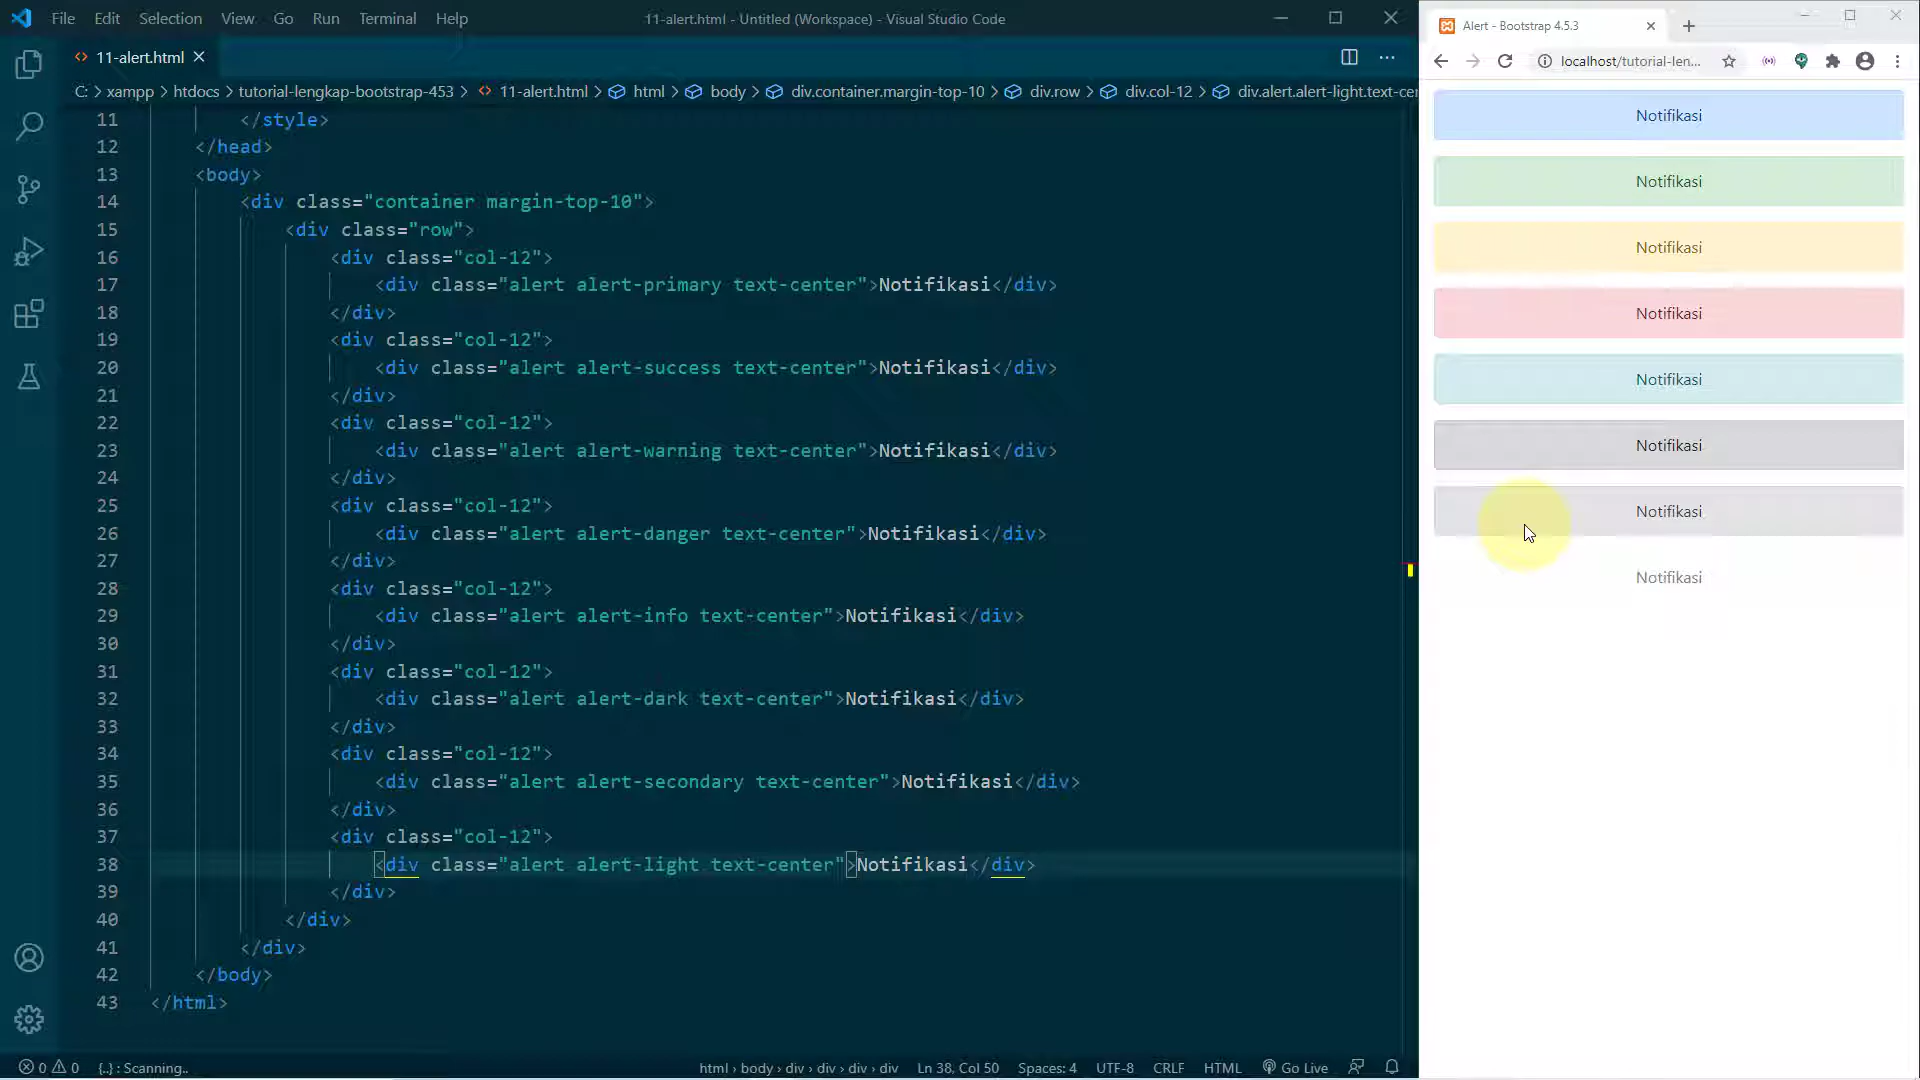 File Edit Selection View Go Run Terminal Help
11-alert.html - Untitled (Workspace) - Visual Studio Code
11-alert.html
C: > xampp > htdocs > tutorial-lengkap-bootstrap-453 > 11-alert.html > html > body > div.container.margin-top-10 > div.row > div.col-12 > div.alert.alert-light.text-cer
11 </style>
12 </head>
13 <body>
14 <div class="container margin-top-10">
15 <div class="row">
16 <div class="col-12">
17 <div class="alert alert-primary text-center">Notifikasi</div>
18 </div>
19 <div class="col-12">
20 <div class="alert alert-success text-center">Notifikasi</div>
21 </div>
22 <div class="col-12">
23 <div class="alert alert-warning text-center">Notifikasi</div>
24 </div>
25 <div class="col-12">
26 <div class="alert alert-danger text-center">Notifikasi</div>
27 </div>
28 <div class="col-12">
29 <div class="alert alert-info text-center">Notifikasi</div>
30 </div>
31 <div class="col-12">
32 <div class="alert alert-dark text-center">Notifikasi</div>
33 </div>
34 <div class="col-12">
35 <div class="alert alert-secondary text-center">Notifikasi</div>
36 </div>
37 <div class="col-12">
38 <div class="alert alert-light text-center">Notifikasi</div>
39 </div>
40 </div>
41 </div>
42 </body>
43 </html>
0 0 {..} : Scanning..
html › body › div › div › div › div Ln 38, Col 50 Spaces: 4 UTF-8 CRLF HTML Go Live
Alert - Bootstrap 4.5.3
localhost/tutorial-len...
Notifikasi
Notifikasi
Notifikasi
Notifikasi
Notifikasi
Notifikasi
Notifikasi
Notifikasi